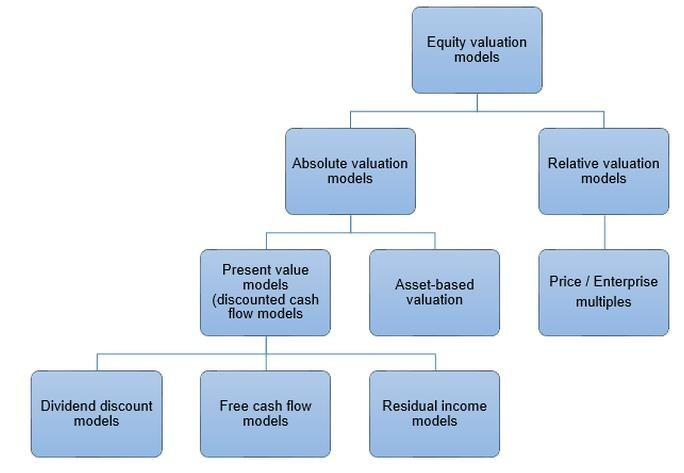 Equity valuation
models
Absolute valuation
models
Relative valuation
models
Present value
models
(discounted cash
flow models
Asset-based
valuation
Price / Enterprise
multiples
Dividend discount
models
Free cash flow
models
Residual income
models